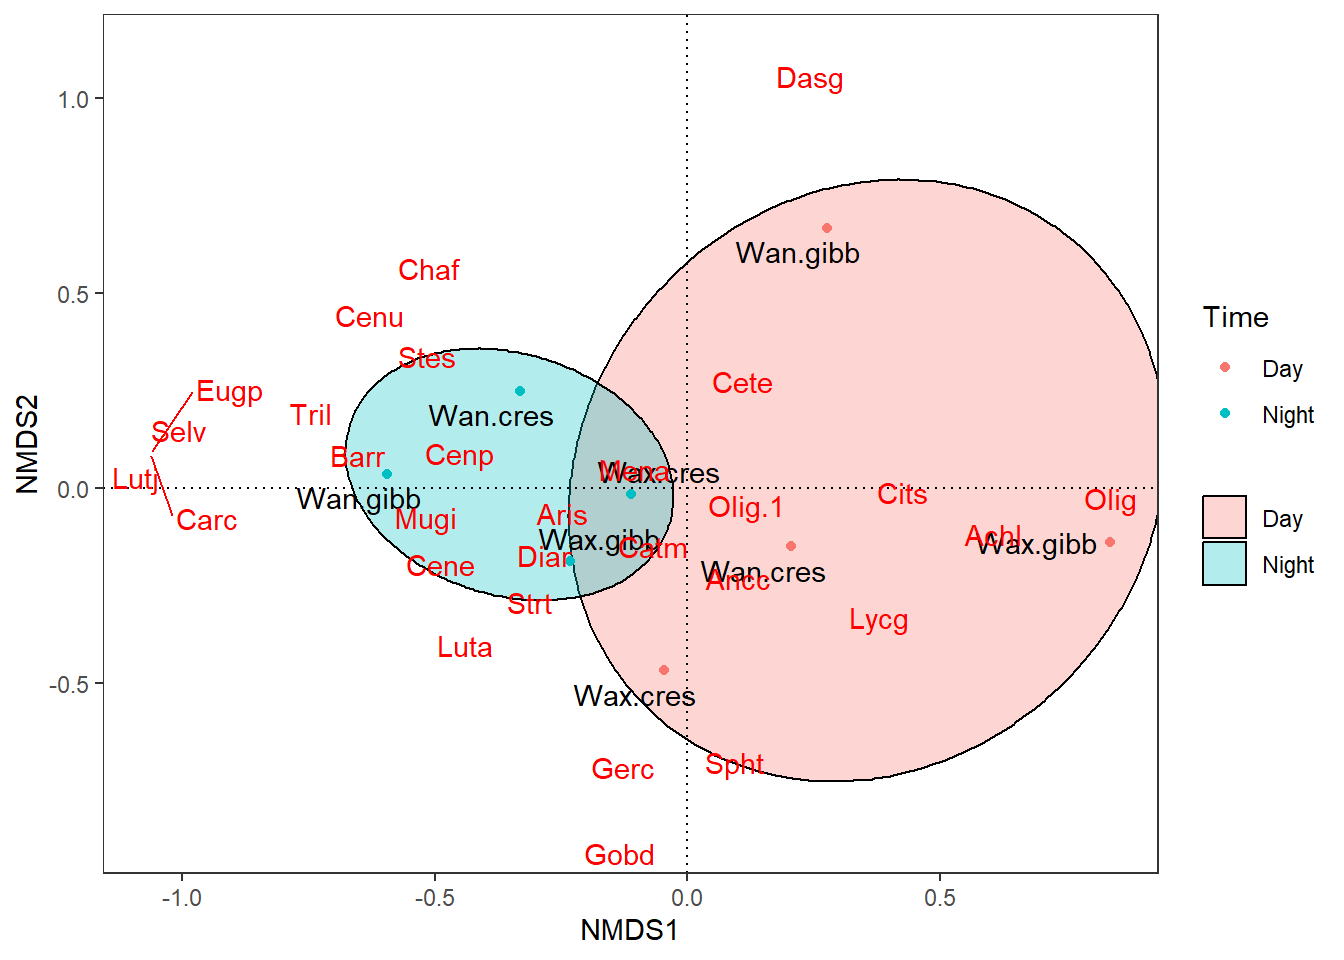 Dasg
1.0
Wan.gibb
Chaf
0.5
Cenu
Time
Stes
Day
Cete
Eugp
Night
Tril
Wan.cres
Selv
NMDS2
Barr
Cenp
Mena
Wax.cres
Lutj
0.0
Wan.gibb
Cits
Olig
Olig.1
Aris
Mugi
Carc
Day
Achl
Wax.gibb
Wax.gibb
Catm
Diar
Cene
Wan.cres
Ancc
Night
Strt
Lycg
Luta
-0.5
Wax.cres
Spht
Gerc
Gobd
-1.0
-0.5
0.0
0.5
NMDS1